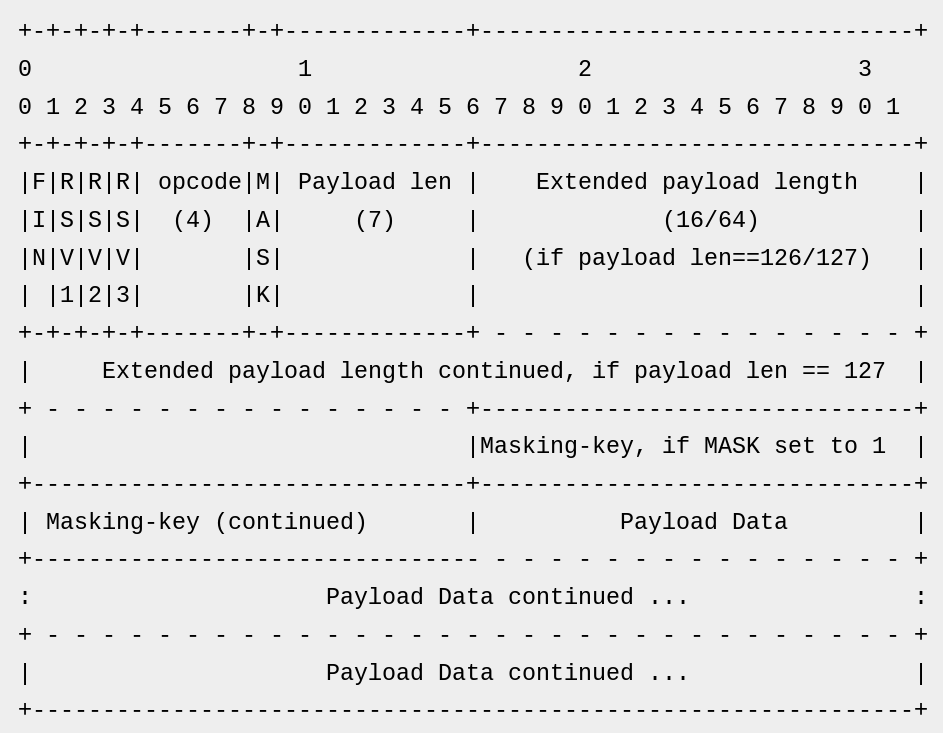 +-+-+-+-+-------+-+-------------+-------------------------------+
0                   1                   2                   3
0 1 2 3 4 5 6 7 8 9 0 1 2 3 4 5 6 7 8 9 0 1 2 3 4 5 6 7 8 9 0 1
+-+-+-+-+-------+-+-------------+-------------------------------+
|F|R|R|R| opcode|M| Payload len |    Extended payload length    |
|I|S|S|S|  (4)  |A|     (7)     |             (16/64)           |
|N|V|V|V|       |S|             |   (if payload len==126/127)   |
| |1|2|3|       |K|             |                               |
+-+-+-+-+-------+-+-------------+ - - - - - - - - - - - - - - - +
|     Extended payload length continued, if payload len == 127  |
+ - - - - - - - - - - - - - - - +-------------------------------+
|                               |Masking-key, if MASK set to 1  |
+-------------------------------+-------------------------------+
| Masking-key (continued)       |          Payload Data         |
+-------------------------------- - - - - - - - - - - - - - - - +
:                     Payload Data continued ...                :
+ - - - - - - - - - - - - - - - - - - - - - - - - - - - - - - - +
|                     Payload Data continued ...                |
+---------------------------------------------------------------+